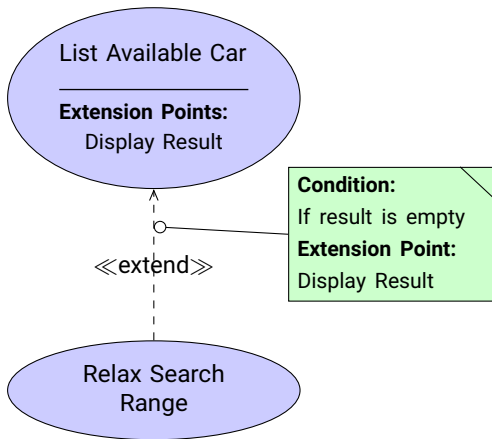 List Available Car
Extension Points:
Display Result
Condition:
If result is empty
Extension Point:
Display Result
≪extend≫
Relax Search
Range